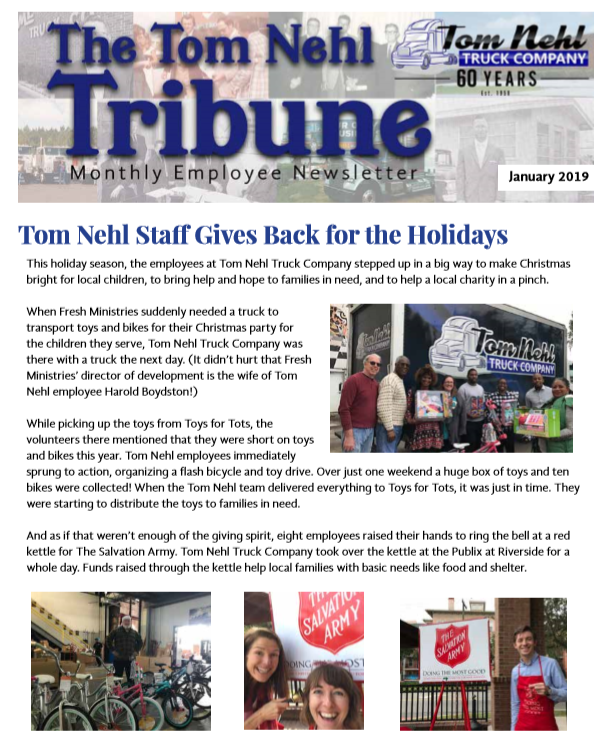 The Tom Nehl
Tribune
Monthly Employee Newsletter
Tom Nehl
TRUCK COMPANY
60 YEARS
Est. 1958
January 2019
Tom Nehl Staff Gives Back for the Holidays
This holiday season, the employees at Tom Nehl Truck Company stepped up in a big way to make Christmas
bright for local children, to bring help and hope to families in need, and to help a local charity in a pinch.
When Fresh Ministries suddenly needed a truck to
transport toys and bikes for their Christmas party for
the children they serve, Tom Nehl Truck Company was
there with a truck the next day. (It didn't hurt that Fresh
Ministries' director of development is the wife of Tom
Nehl employee Harold Boydston!)
Tom Nehl
TRUCK COMPANY
While picking up the toys from Toys for Tots, the
volunteers there mentioned that they were short on toys
and bikes this year. Tom Nehl employees immediately
sprung to action, organizing a flash bicycle and toy drive. Over just one weekend a huge box of toys and ten
bikes were collected! When the Tom Nehl team delivered everything to Toys for Tots, it was just in time. They
were starting to distribute the toys to families in need.
And as if that weren't enough of the giving spirit, eight employees raised their hands to ring the bell at a red
kettle for The Salvation Army. Tom Nehl Truck Company took over the kettle at the Publix at Riverside for a
whole day. Funds raised through the kettle help local families with basic needs like food and shelter.
THE
SALVATION
ARMY
DOING THE MOST
THE
SALVATION
ARMY
DOING THE MOST GOOD